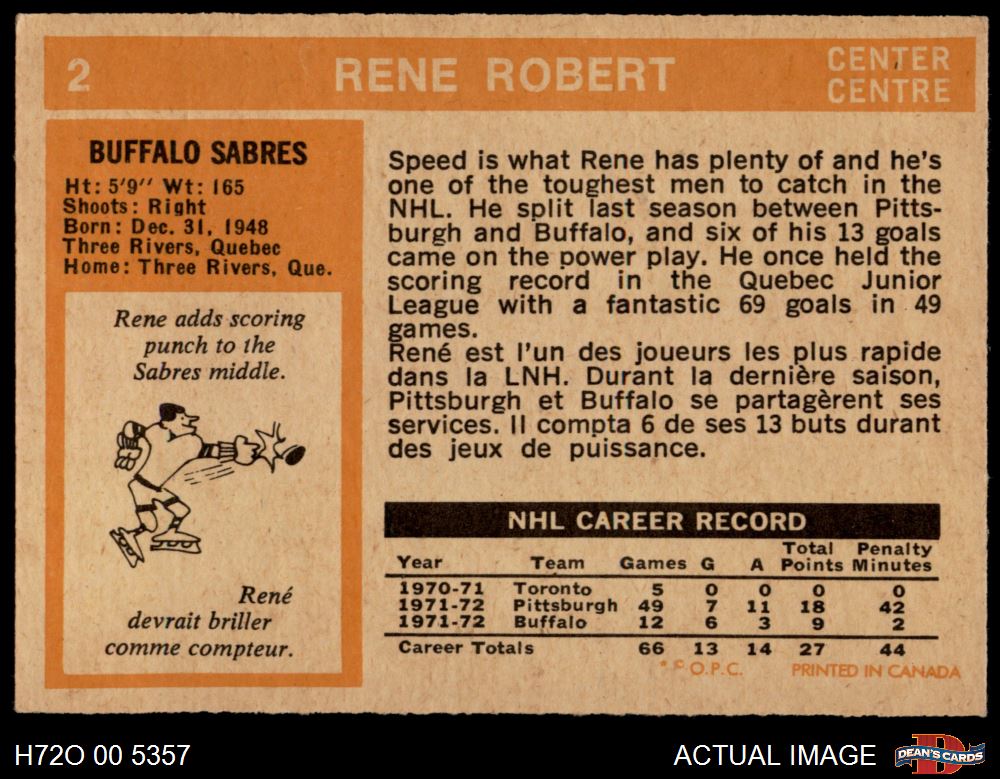 2
RENE ROBERT
CENTER
CENTRE
BUFFALO SABRES
Ht: 5'9" Wt: 165
Shoots: Right
Born: Dec. 31, 1948
Three Rivers, Quebec
Home: Three Rivers, Que.
Rene adds scoring
punch to the
Sabres middle.
René
devrait briller
comme compteur.
Speed is what Rene has plenty of and he's
one of the toughest men to catch in the
NHL. He split last season between Pitts-
burgh and Buffalo, and six of his 13 goals
came on the power play. He once held the
scoring record in the Quebec Junior
League with a fantastic 69 goals in 49
games.
René est l'un des joueurs les plus rapide
dans la LNH. Durant la dernière saison,
Pittsburgh et Buffalo se partagèrent ses
services. Il compta 6 de ses 13 buts durant
des jeux de puissance.
NHL CAREER RECORD
Year Team Games G A Total Points Penalty Minutes
1970-71 Toronto 5 0 0 0 0
1971-72 Pittsburgh 49 7 11 18 42
1971-72 Buffalo 12 6 3 9 2
Career Totals 66 13 14 27 44
* © O.P.C. PRINTED IN CANADA
H72O 00 5357
ACTUAL IMAGE
DEAN'S CARDS